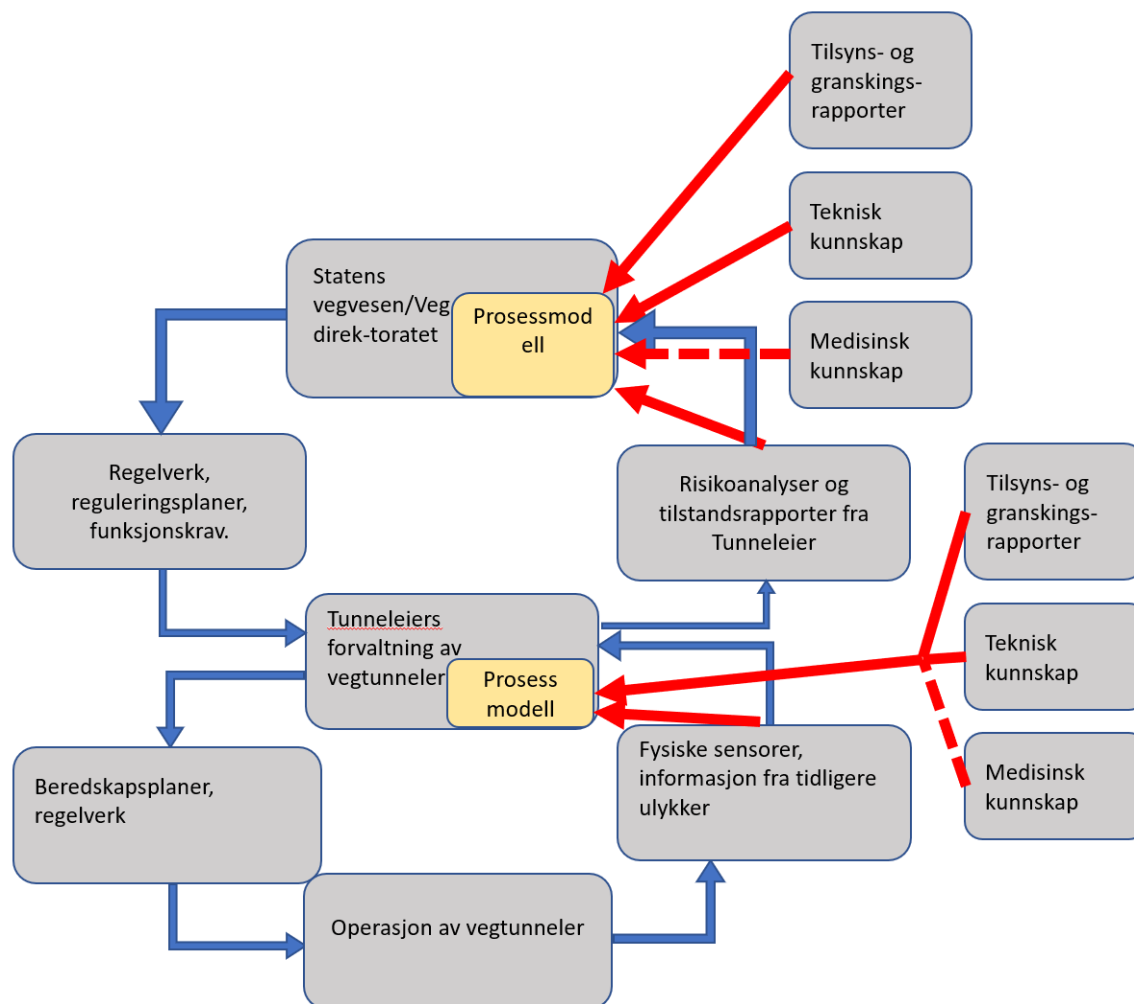 Tilsyns- og
granskings-
rapporter
Teknisk
kunnskap
Medisinsk
kunnskap
Statens
vegvesen/Veg
direk-toratet
Prosessmod
ell
Regelverk,
reguleringsplaner,
funksjonskrav.
Risikoanalyser og
tilstandsrapporter fra
Tunneleier
Tilsyns- og
granskings-
rapporter
Teknisk
kunnskap
Medisinsk
kunnskap
Tunneleiers
forvaltning av
vegtunneler
Prosess
modell
Fysiske sensorer,
informasjon fra tidligere
ulykker
Beredskapsplaner,
regelverk
Operasjon av vegtunneler